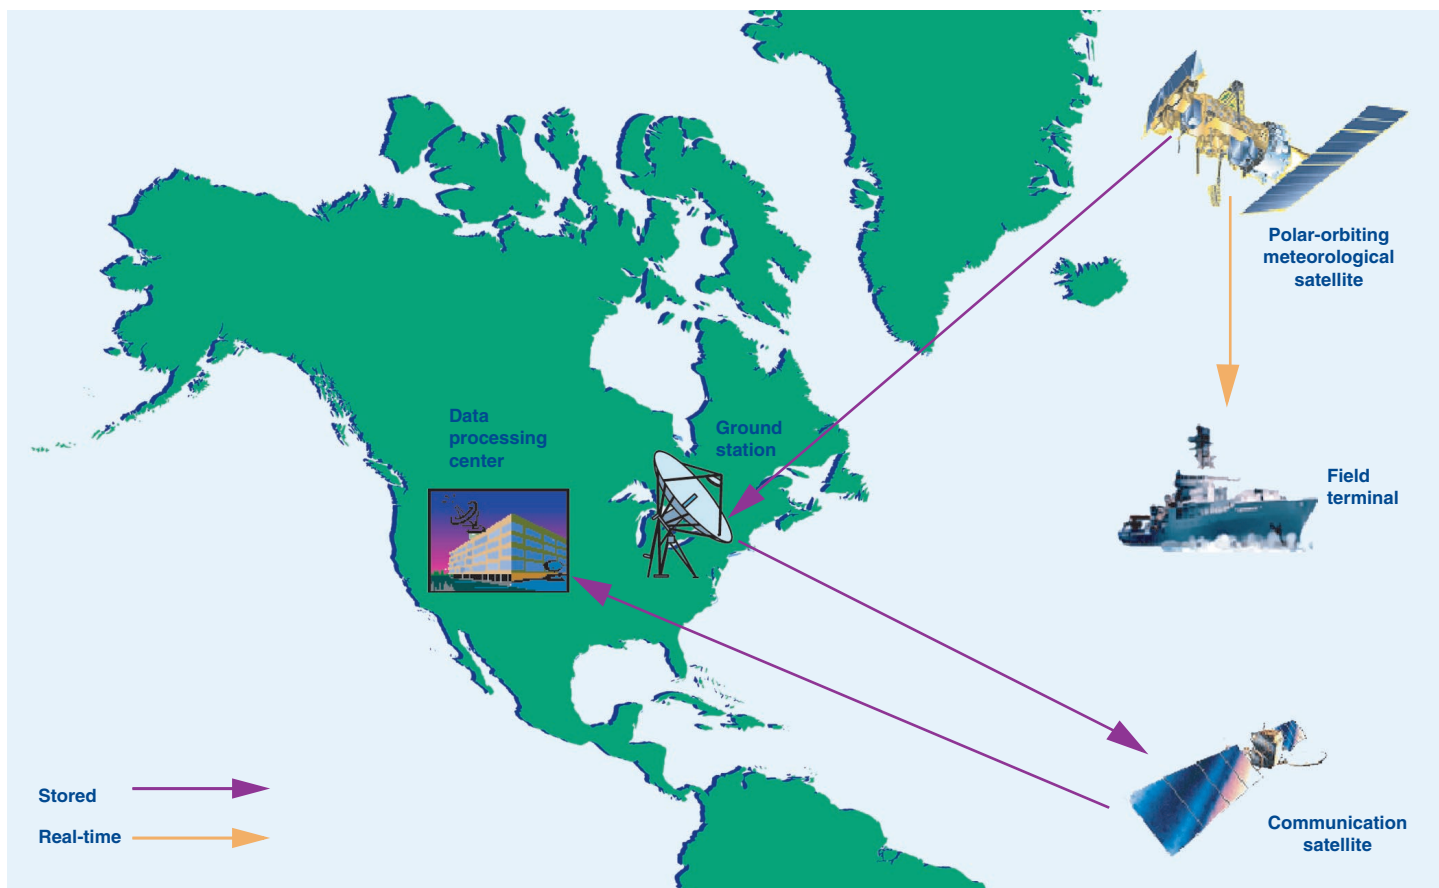 Polar-orbiting
meteorological
satellite
Data
processing
center
Ground
station
Field
terminal
Stored
Real-time
Communication
satellite